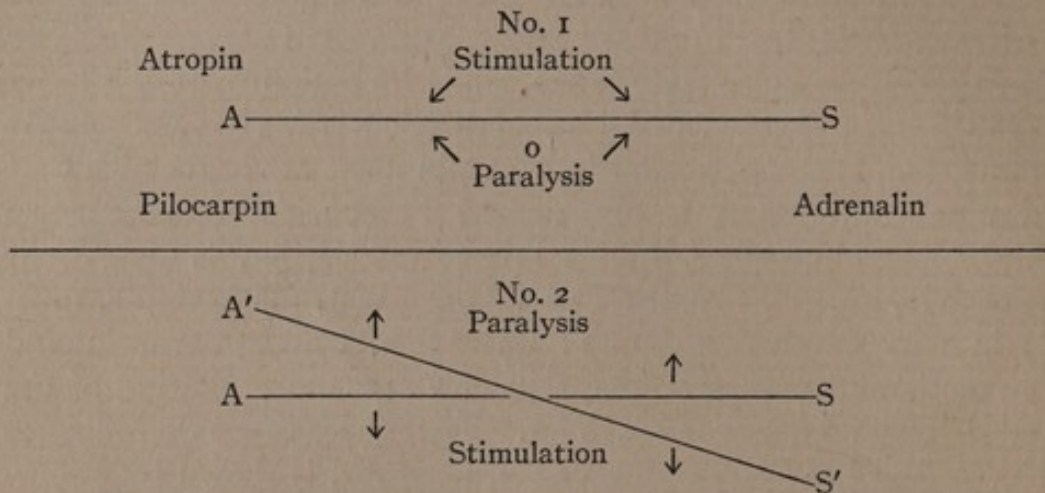 No. 1
Atropin Stimulation
A S
o
Paralysis
Pilocarpin Adrenalin
No. 2
A′ Paralysis
A S
Stimulation
S′